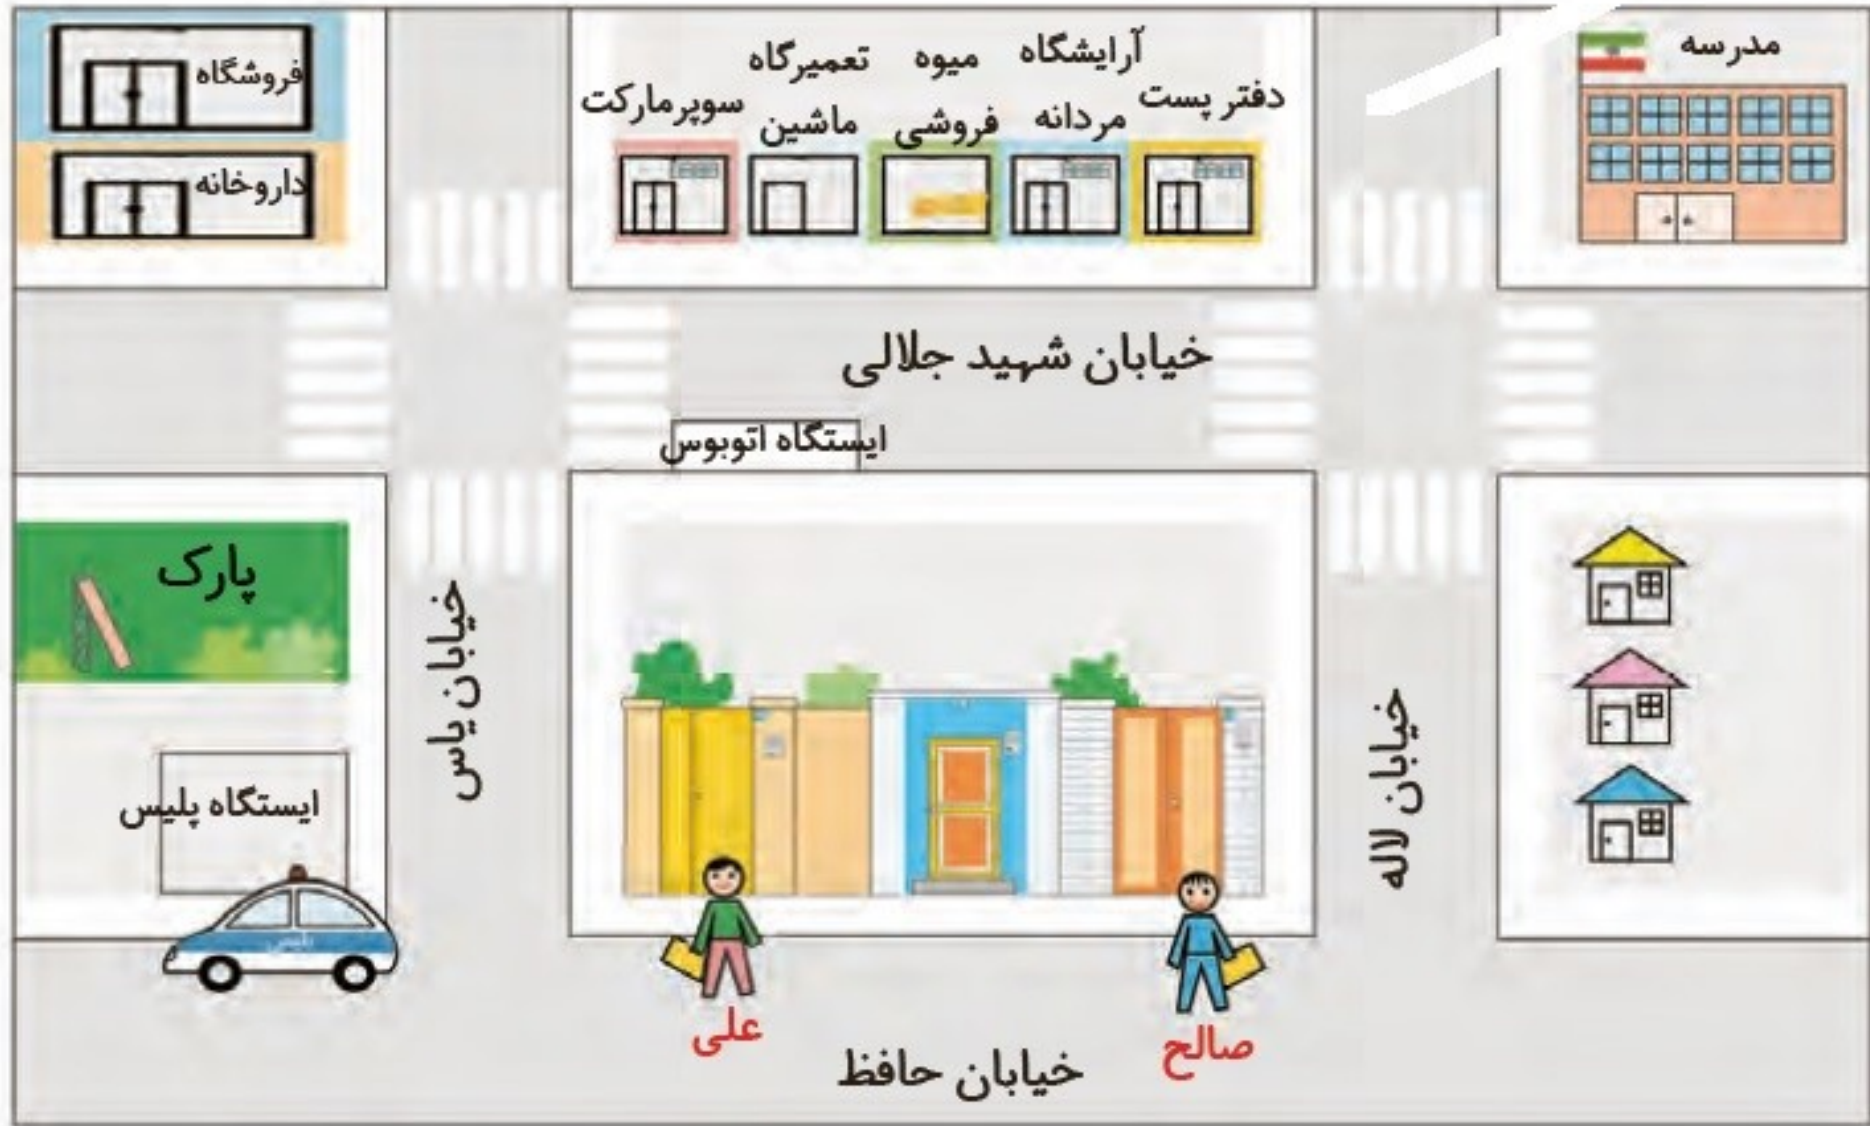 مدرسه
آرایشگاه
مردانه
میوه
فروشی
تعمیرگاه
ماشین
دفتر پست
سوپرمارکت
فروشگاه
داروخانه
خیابان شهید جلالی
ایستگاه اتوبوس
پارک
خیابان یاس
خیابان لاله
ایستگاه پلیس
پلیس
علی
صالح
خیابان حافظ